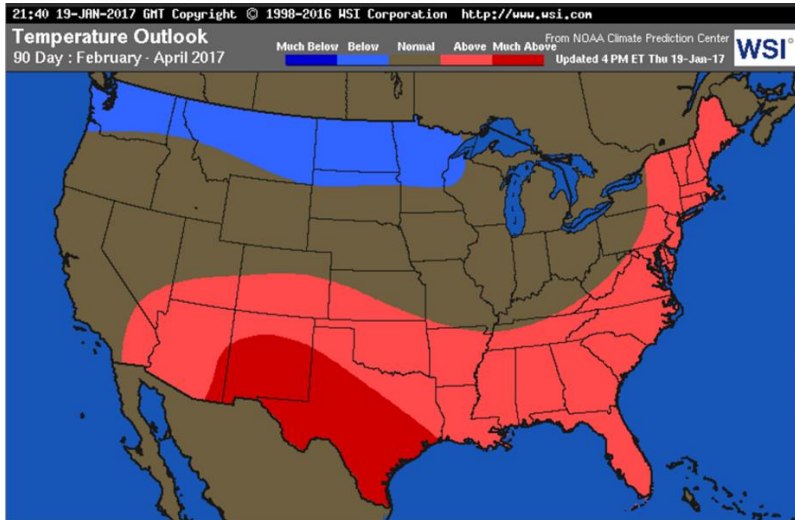 21:40 19-JAN-2017 GMT Copyright © 1998-2016 WSI Corporation http://www.wsi.com
Temperature Outlook
90 Day : February - April 2017
Much Below Below Normal Above Much Above
From NOAA Climate Prediction Center
Updated 4 PM ET Thu 19-Jan-17
WSI